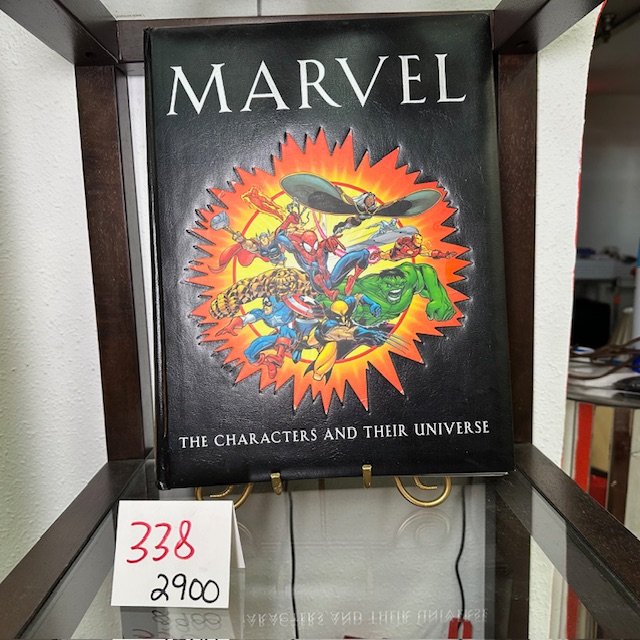 MARVEL
THE CHARACTERS AND THEIR UNIVERSE
338
2900